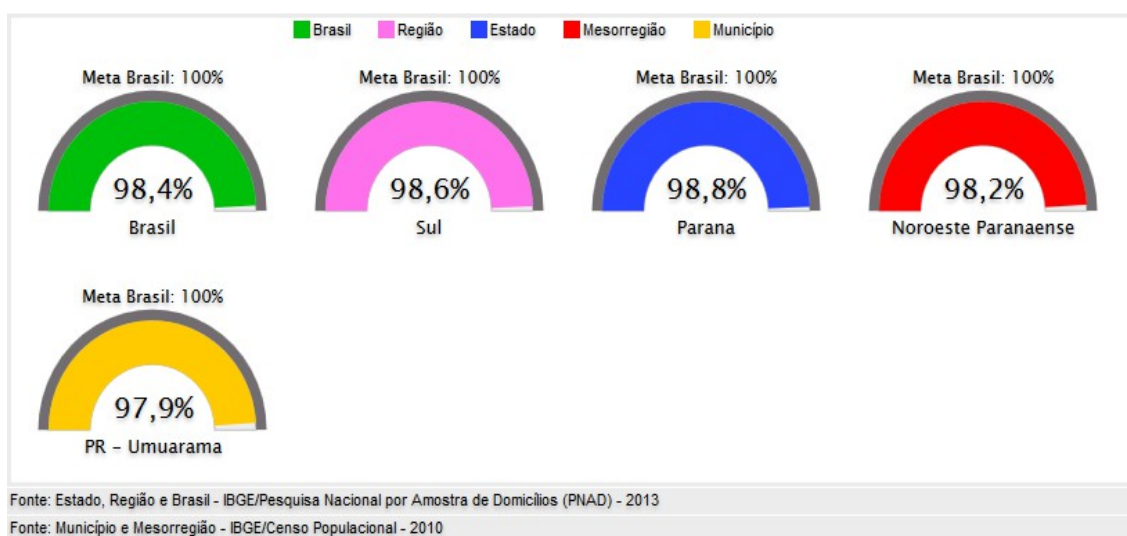 Brasil Região Estado Mesorregião Município
Meta Brasil: 100% Meta Brasil: 100% Meta Brasil: 100% Meta Brasil: 100%
98,4% 98,6% 98,8% 98,2%
Brasil Sul Parana Noroeste Paranaense
Meta Brasil: 100%
97,9%
PR – Umuarama
Fonte: Estado, Região e Brasil - IBGE/Pesquisa Nacional por Amostra de Domicílios (PNAD) - 2013
Fonte: Município e Mesorregião - IBGE/Censo Populacional - 2010